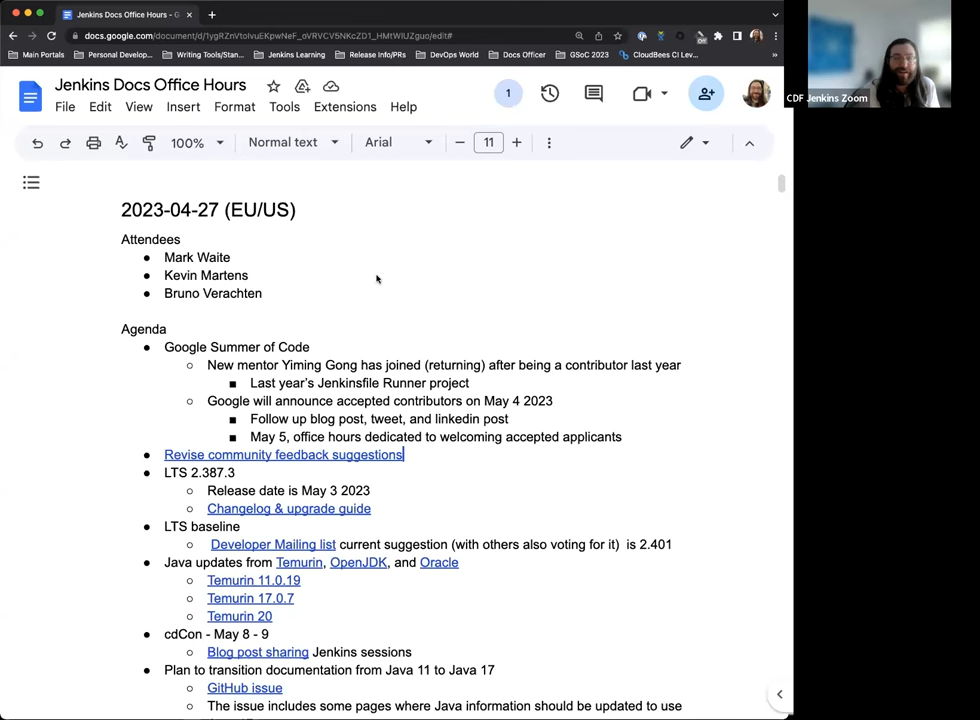 Jenkins Docs Office Hours - G
docs.google.com/document/d/1ygRZnVtoIvuEKpwNeF_oVRVCV5NKcZD1_HMtWlUZguo/edit#
Main Portals
Personal Develop...
Writing Tools/Stan...
Jenkins Learning
Release Info/PRs
DevOps World
Docs Officer
GSoC 2023
CloudBees CI Lev...
Jenkins Docs Office Hours
1
File Edit View Insert Format Tools Extensions Help
100% Normal text Arial 11
CDF Jenkins Zoom
2023-04-27 (EU/US)
Attendees
Mark Waite
Kevin Martens
Bruno Verachten
Agenda
Google Summer of Code
New mentor Yiming Gong has joined (returning) after being a contributor last year
Last year's Jenkinsfile Runner project
Google will announce accepted contributors on May 4 2023
Follow up blog post, tweet, and linkedin post
May 5, office hours dedicated to welcoming accepted applicants
Revise community feedback suggestions
LTS 2.387.3
Release date is May 3 2023
Changelog & upgrade guide
LTS baseline
Developer Mailing list current suggestion (with others also voting for it) is 2.401
Java updates from Temurin, OpenJDK, and Oracle
Temurin 11.0.19
Temurin 17.0.7
Temurin 20
cdCon - May 8 - 9
Blog post sharing Jenkins sessions
Plan to transition documentation from Java 11 to Java 17
GitHub issue
The issue includes some pages where Java information should be updated to use